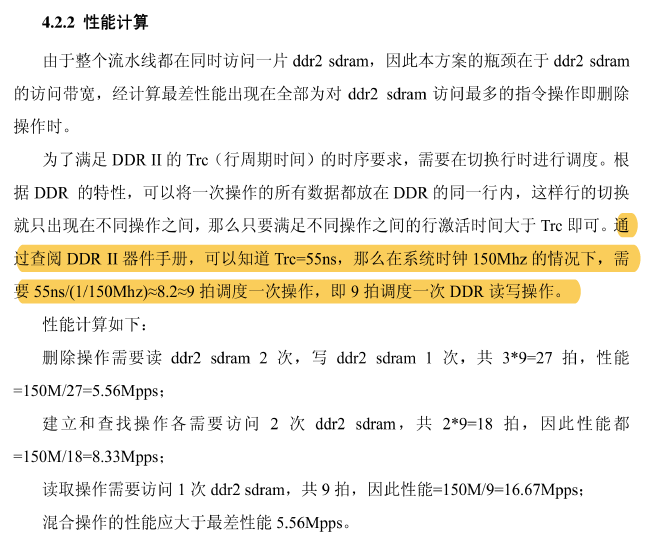 4.2.2 性能计算
由于整个流水线都在同时访问一片 ddr2 sdram，因此本方案的瓶颈在于 ddr2 sdram
的访问带宽，经计算最差性能出现在全部为对 ddr2 sdram 访问最多的指令操作即删除
操作时。
为了满足 DDR II 的 Trc（行周期时间）的时序要求，需要在切换行时进行调度。根
据 DDR 的特性，可以将一次操作的所有数据都放在 DDR 的同一行内，这样行的切换
就只出现在不同操作之间，那么只要满足不同操作之间的行激活时间大于 Trc 即可。通
过查阅 DDR II 器件手册，可以知道 Trc=55ns，那么在系统时钟 150Mhz 的情况下，需
要 55ns/(1/150Mhz)≈8.2≈9 拍调度一次操作，即 9 拍调度一次 DDR 读写操作。
性能计算如下：
删除操作需要读 ddr2 sdram 2 次，写 ddr2 sdram 1 次，共 3*9=27 拍，性能
=150M/27=5.56Mpps；
建立和查找操作各需要访问 2 次 ddr2 sdram，共 2*9=18 拍，因此性能都
=150M/18=8.33Mpps；
读取操作需要访问 1 次 ddr2 sdram，共 9 拍，因此性能=150M/9=16.67Mpps；
混合操作的性能应大于最差性能 5.56Mpps。